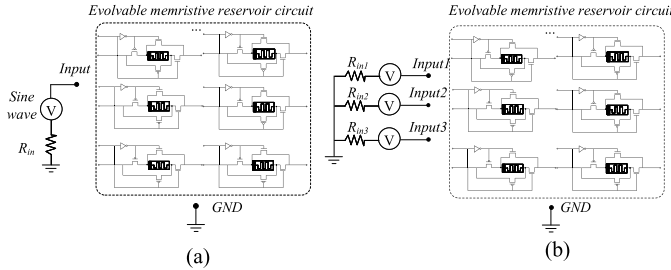 Evolvable memristive reservoir circuit
...
Input
Sine
wave
V
Rin
GND
(a)
Evolvable memristive reservoir circuit
...
Rin1 V Input1
Rin2 V Input2
Rin3 V Input3
GND
(b)